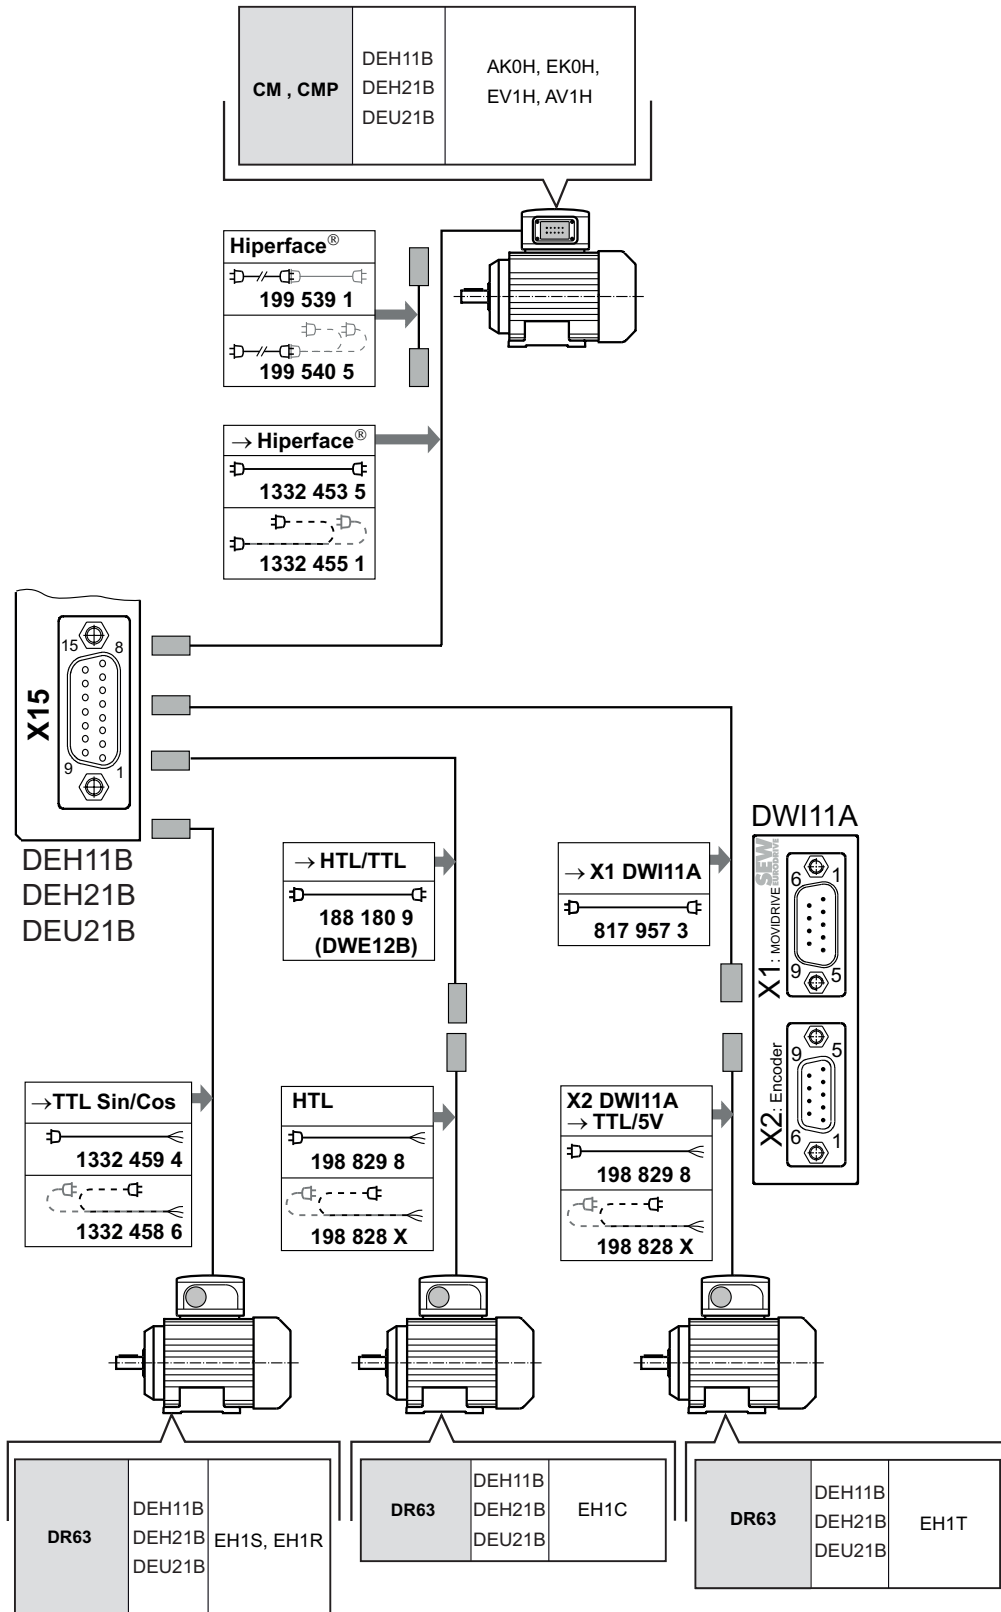 CM , CMP
DEH11B
DEH21B
DEU21B
AK0H, EK0H,
EV1H, AV1H
Hiperface®
199 539 1
199 540 5
→ Hiperface®
1332 453 5
1332 455 1
X15
15
8
9
1
DEH11B
DEH21B
DEU21B
→ HTL/TTL
188 180 9
(DWE12B)
→ X1 DWI11A
817 957 3
DWI11A
SEW
EURODRIVE
X1: MOVIDRIVE
6
1
9
5
X2: Encoder
9
5
6
1
→TTL Sin/Cos
1332 459 4
1332 458 6
HTL
198 829 8
198 828 X
X2 DWI11A
→ TTL/5V
198 829 8
198 828 X
DR63
DEH11B
DEH21B
DEU21B
EH1S, EH1R
DR63
DEH11B
DEH21B
DEU21B
EH1C
DR63
DEH11B
DEH21B
DEU21B
EH1T